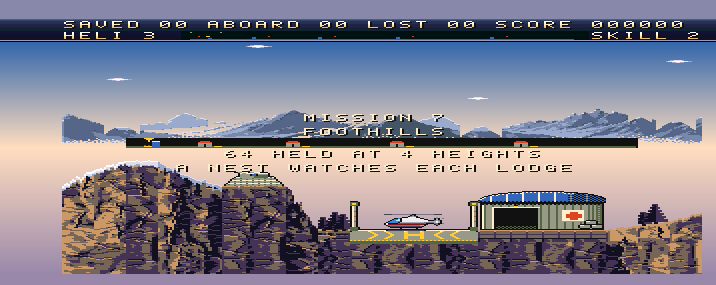 SAVED 00 ABOARD 00 LOST 00 SCORE 000000
HELI 3 SKILL 2
MISSION 7
FOOTHILLS
64 HELD AT 4 HEIGHTS
A NEST WATCHES EACH LODGE
H